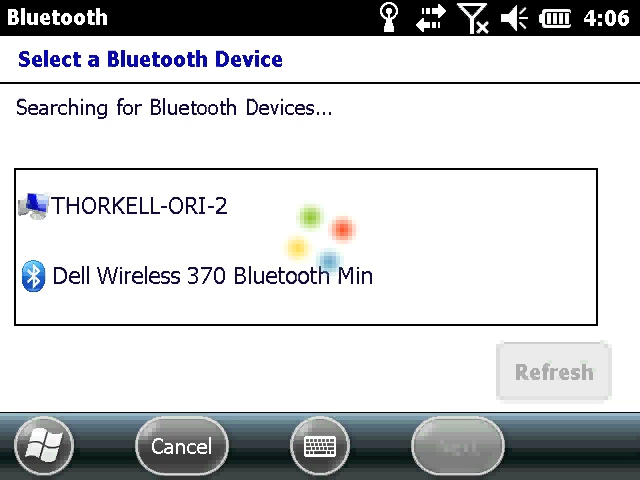 Bluetooth 4:06
Select a Bluetooth Device
Searching for Bluetooth Devices...
THORKELL-ORI-2
Dell Wireless 370 Bluetooth Min
Refresh
Cancel